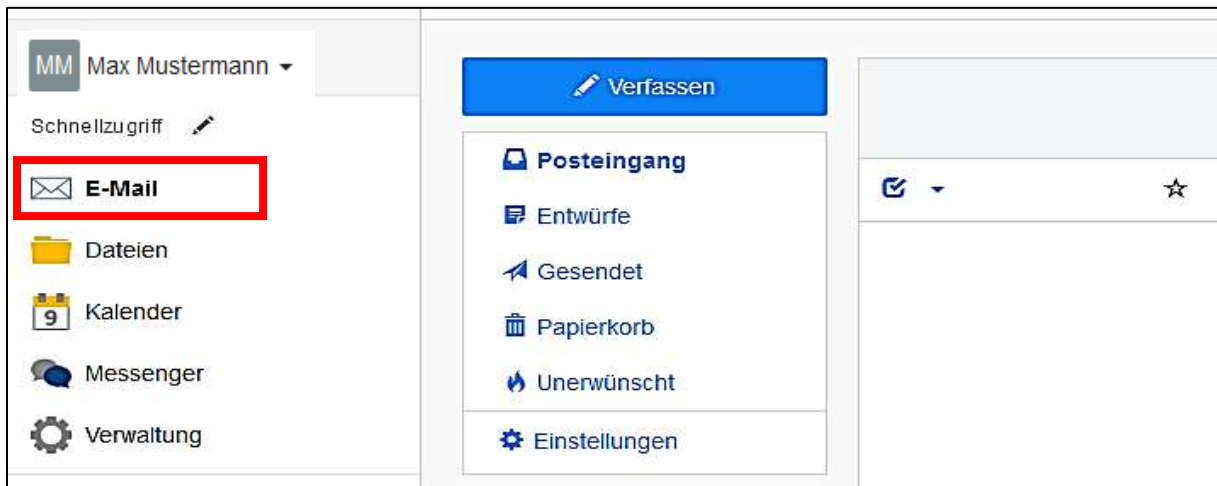 MM Max Mustermann
Schnellzugriff
E-Mail
Dateien
9 Kalender
Messenger
Verwaltung
Verfassen
Posteingang
Entwürfe
Gesendet
Papierkorb
Unerwünscht
Einstellungen